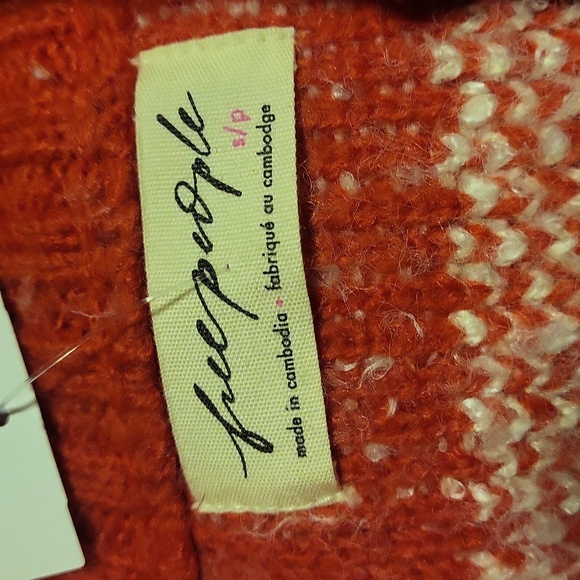 free people
s/p
made in cambodia • fabriqué au cambodge